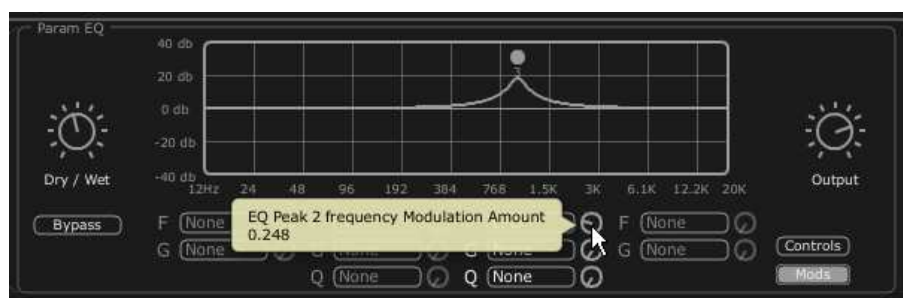 Param EQ
40 db
20 db
0 db
-20 db
-40 db
12Hz 24 48 96 192 384 768 1.5K 3K 6.1K 12.2K 20K
Dry / Wet
Output
3
Bypass
EQ Peak 2 frequency Modulation Amount
0.248
F None F None
G None G None G None
Q None Q None
Controls
Mods